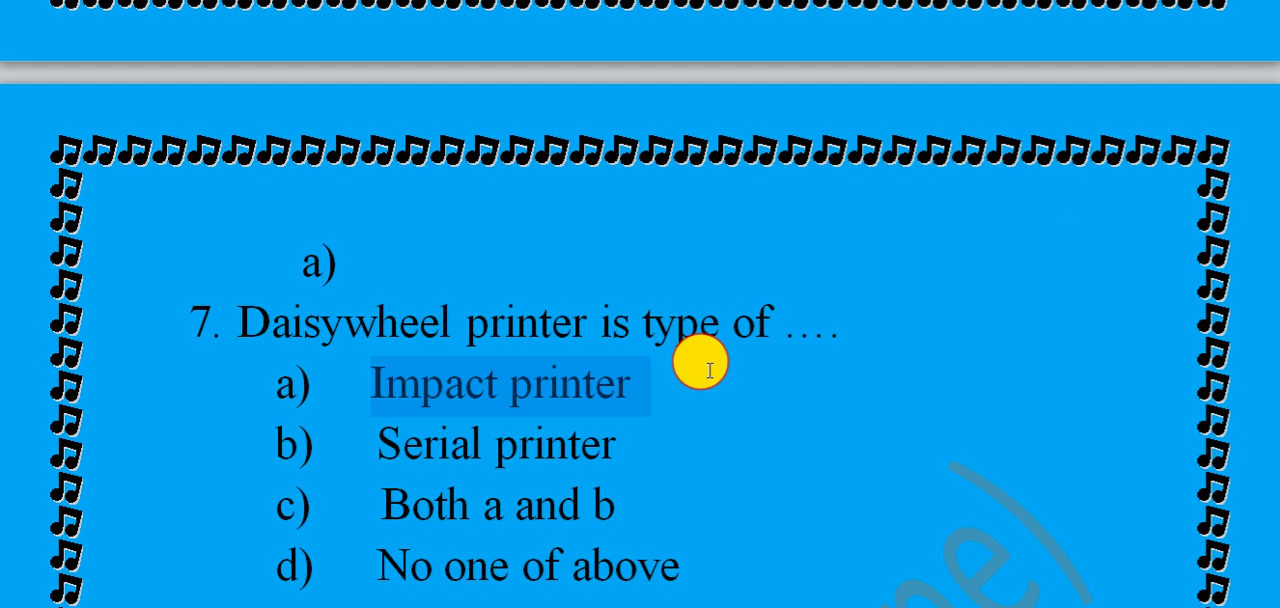 a)
7. Daisywheel printer is type of ....
a) Impact printer
b) Serial printer
c) Both a and b
d) No one of above